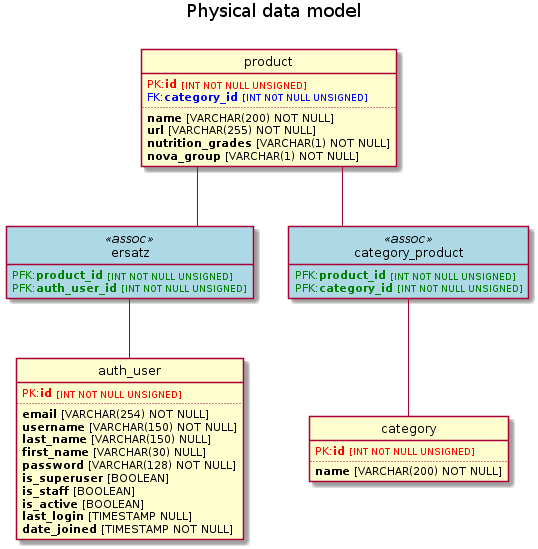 Physical data model
product
PK:id [INT NOT NULL UNSIGNED]
FK:category_id [INT NOT NULL UNSIGNED]
name [VARCHAR(200) NOT NULL]
url [VARCHAR(255) NOT NULL]
nutrition_grades [VARCHAR(1) NOT NULL]
nova_group [VARCHAR(1) NOT NULL]
«assoc»
ersatz
PFK:product_id [INT NOT NULL UNSIGNED]
PFK:auth_user_id [INT NOT NULL UNSIGNED]
«assoc»
category_product
PFK:product_id [INT NOT NULL UNSIGNED]
PFK:category_id [INT NOT NULL UNSIGNED]
auth_user
PK:id [INT NOT NULL UNSIGNED]
email [VARCHAR(254) NOT NULL]
username [VARCHAR(150) NOT NULL]
last_name [VARCHAR(150) NULL]
first_name [VARCHAR(30) NULL]
password [VARCHAR(128) NOT NULL]
is_superuser [BOOLEAN]
is_staff [BOOLEAN]
is_active [BOOLEAN]
last_login [TIMESTAMP NULL]
date_joined [TIMESTAMP NOT NULL]
category
PK:id [INT NOT NULL UNSIGNED]
name [VARCHAR(200) NOT NULL]